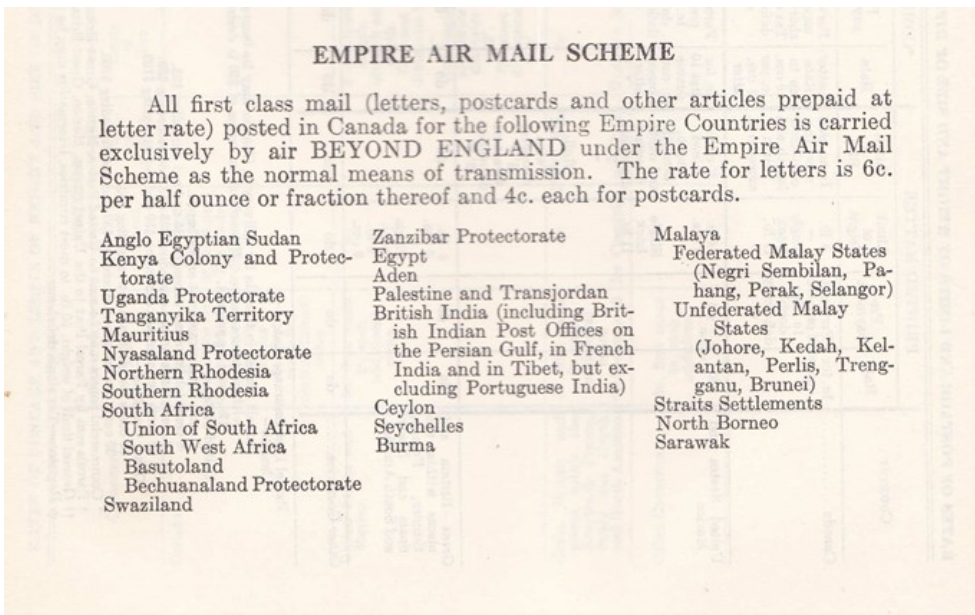 EMPIRE AIR MAIL SCHEME
All first class mail (letters, postcards and other articles prepaid at
letter rate) posted in Canada for the following Empire Countries is carried
exclusively by air BEYOND ENGLAND under the Empire Air Mail
Scheme as the normal means of transmission. The rate for letters is 6c.
per half ounce or fraction thereof and 4c. each for postcards.
Anglo Egyptian Sudan
Kenya Colony and Protec-
torate
Uganda Protectorate
Tanganyika Territory
Mauritius
Nyasaland Protectorate
Northern Rhodesia
Southern Rhodesia
South Africa
Union of South Africa
South West Africa
Basutoland
Bechuanaland Protectorate
Swaziland
Zanzibar Protectorate
Egypt
Aden
Palestine and Transjordan
British India (including Brit-
ish Indian Post Offices on
the Persian Gulf, in French
India and in Tibet, but ex-
cluding Portuguese India)
Ceylon
Seychelles
Burma
Malaya
Federated Malay States
(Negri Sembilan, Pa-
hang, Perak, Selangor)
Unfederated Malay
States
(Johore, Kedah, Kel-
antan, Perlis, Treng-
ganu, Brunei)
Straits Settlements
North Borneo
Sarawak